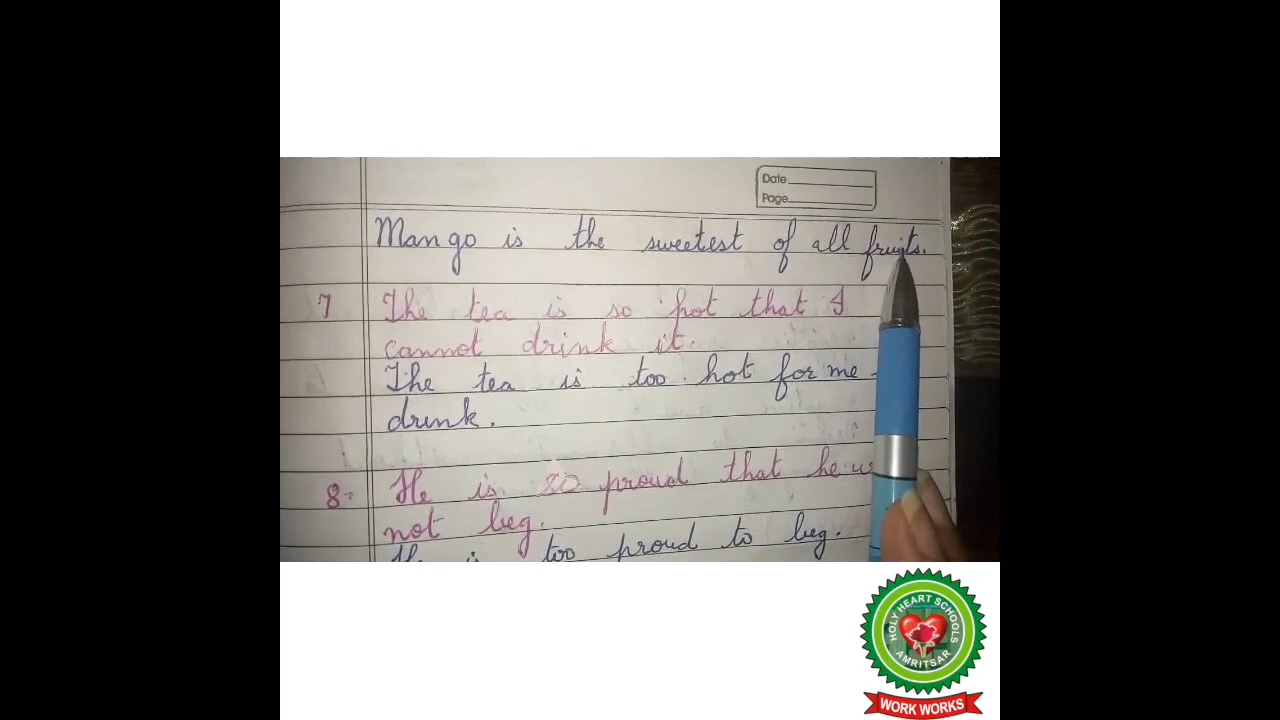 Date
Page
Mango is the sweetest of all fruits.
7 The tea is so hot that I
cannot drink it.
The tea is too hot for me
drink.
8. He is so proud that he
not beg.
He is too proud to beg.
HOLY HEART SCHOOLS
AMRITSAR
WORK WORKS